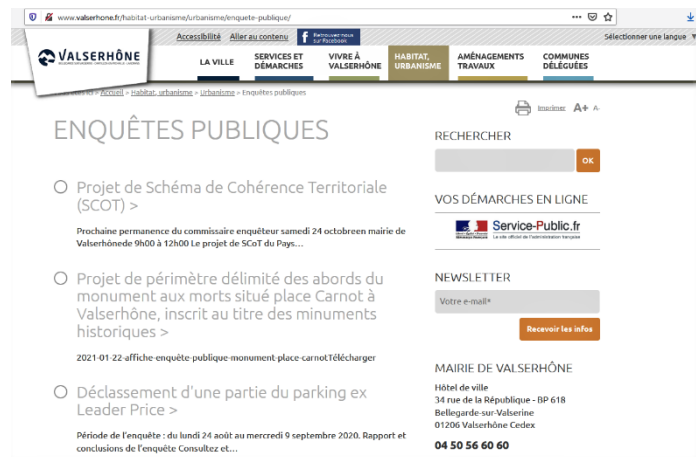 www.valserhone.fr/habitat-urbanisme/urbanisme/enquete-publique/
Accessibilité Aller au contenu
Retrouvez nous
sur Facebook
Sélectionner une langue
VALSERHÔNE
LA VILLE
SERVICES ET
DÉMARCHES
VIVRE À
VALSERHÔNE
HABITAT,
URBANISME
AMÉNAGEMENTS
TRAVAUX
COMMUNES
DÉLÉGUÉES
> Accueil > Habitat, urbanisme > Urbanisme > Enquêtes publiques
Imprimer A+ A-
ENQUÊTES PUBLIQUES
Projet de Schéma de Cohérence Territoriale
(SCOT) >
Prochaine permanence du commissaire enquêteur samedi 24 octobreen mairie de
Valserhônede 9h00 à 12h00 Le projet de SCoT du Pays...
Projet de périmètre délimité des abords du
monument aux morts situé place Carnot à
Valserhône, inscrit au titre des minuments
historiques >
2021-01-22-affiche-enquête-publique-monument-place-carnotTélécharger
Déclassement d'une partie du parking ex
Leader Price >
Période de l'enquête : du lundi 24 août au mercredi 9 septembre 2020. Rapport et
conclusions de l'enquête Consultez et...
RECHERCHER
OK
VOS DÉMARCHES EN LIGNE
Service-Public.fr
Le site officiel de l'administration française
NEWSLETTER
Votre e-mail*
Recevoir les infos
MAIRIE DE VALSERHÔNE
Hôtel de ville
34 rue de la République - BP 618
Bellegarde-sur-Valserine
01206 Valserhône Cedex
04 50 56 60 60